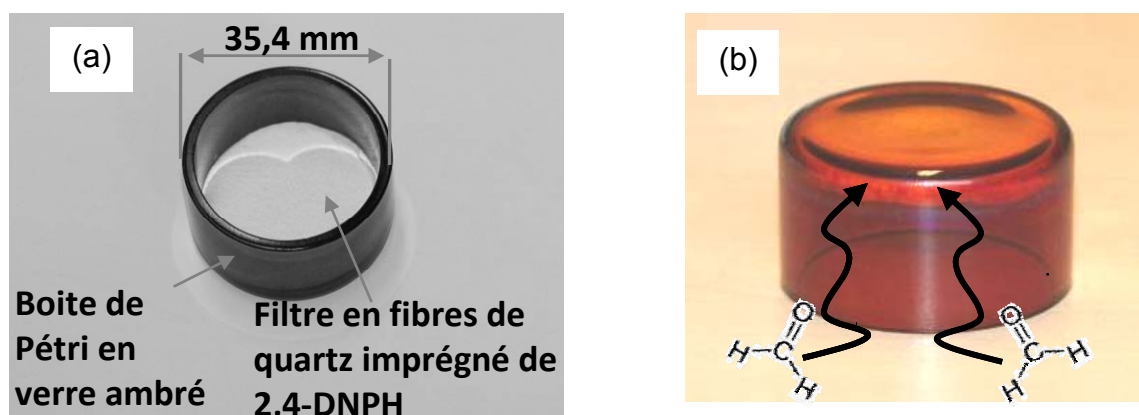 (a)
35,4 mm
Boite de
Pétri en
verre ambré
Filtre en fibres de
quartz imprégné de
2,4-DNPH
(b)
O
C
H
H
O
C
H
H